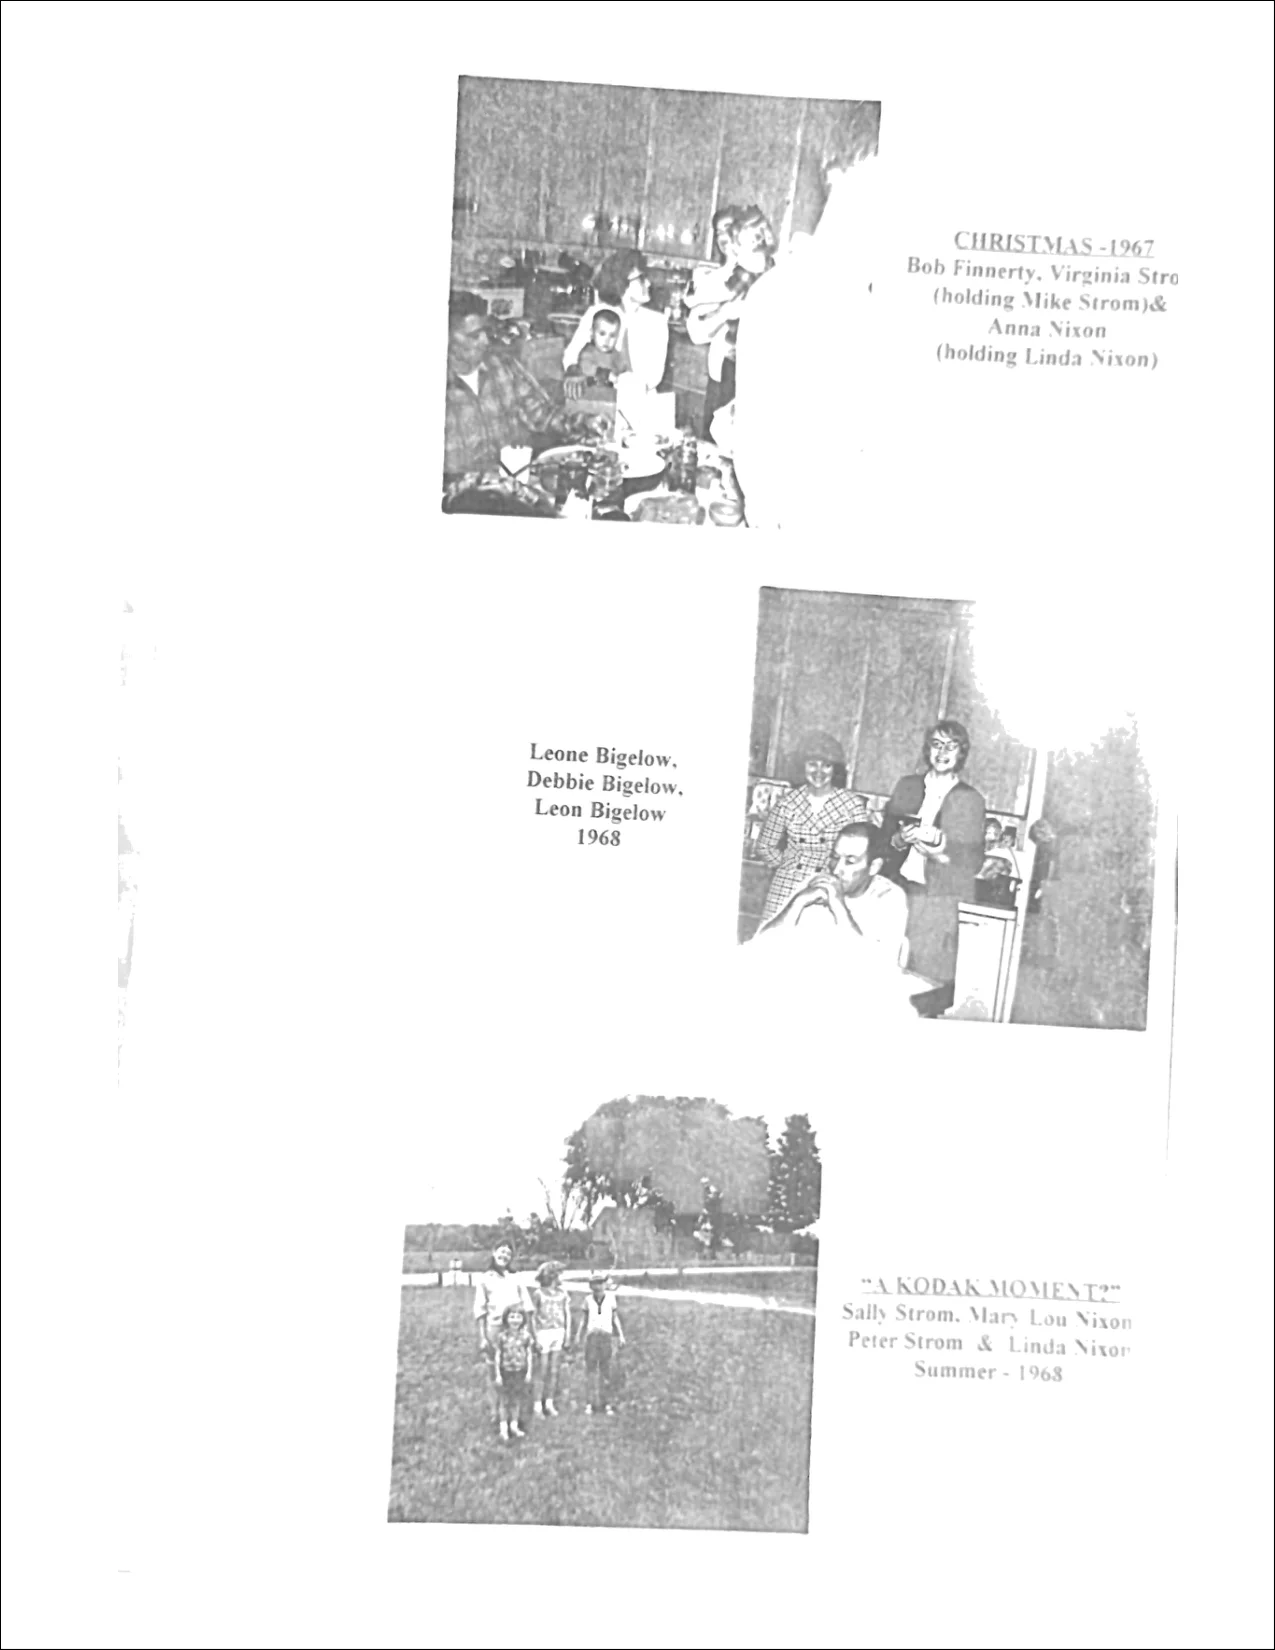 CHRISTMAS -1967
Bob Finnerty, Virginia Stro
(holding Mike Strom)&
Anna Nixon
(holding Linda Nixon)
Leone Bigelow,
Debbie Bigelow,
Leon Bigelow
1968
"A KODAK MOMENT?"
Sally Strom, Mary Lou Nixon
Peter Strom & Linda Nixon
Summer - 1968